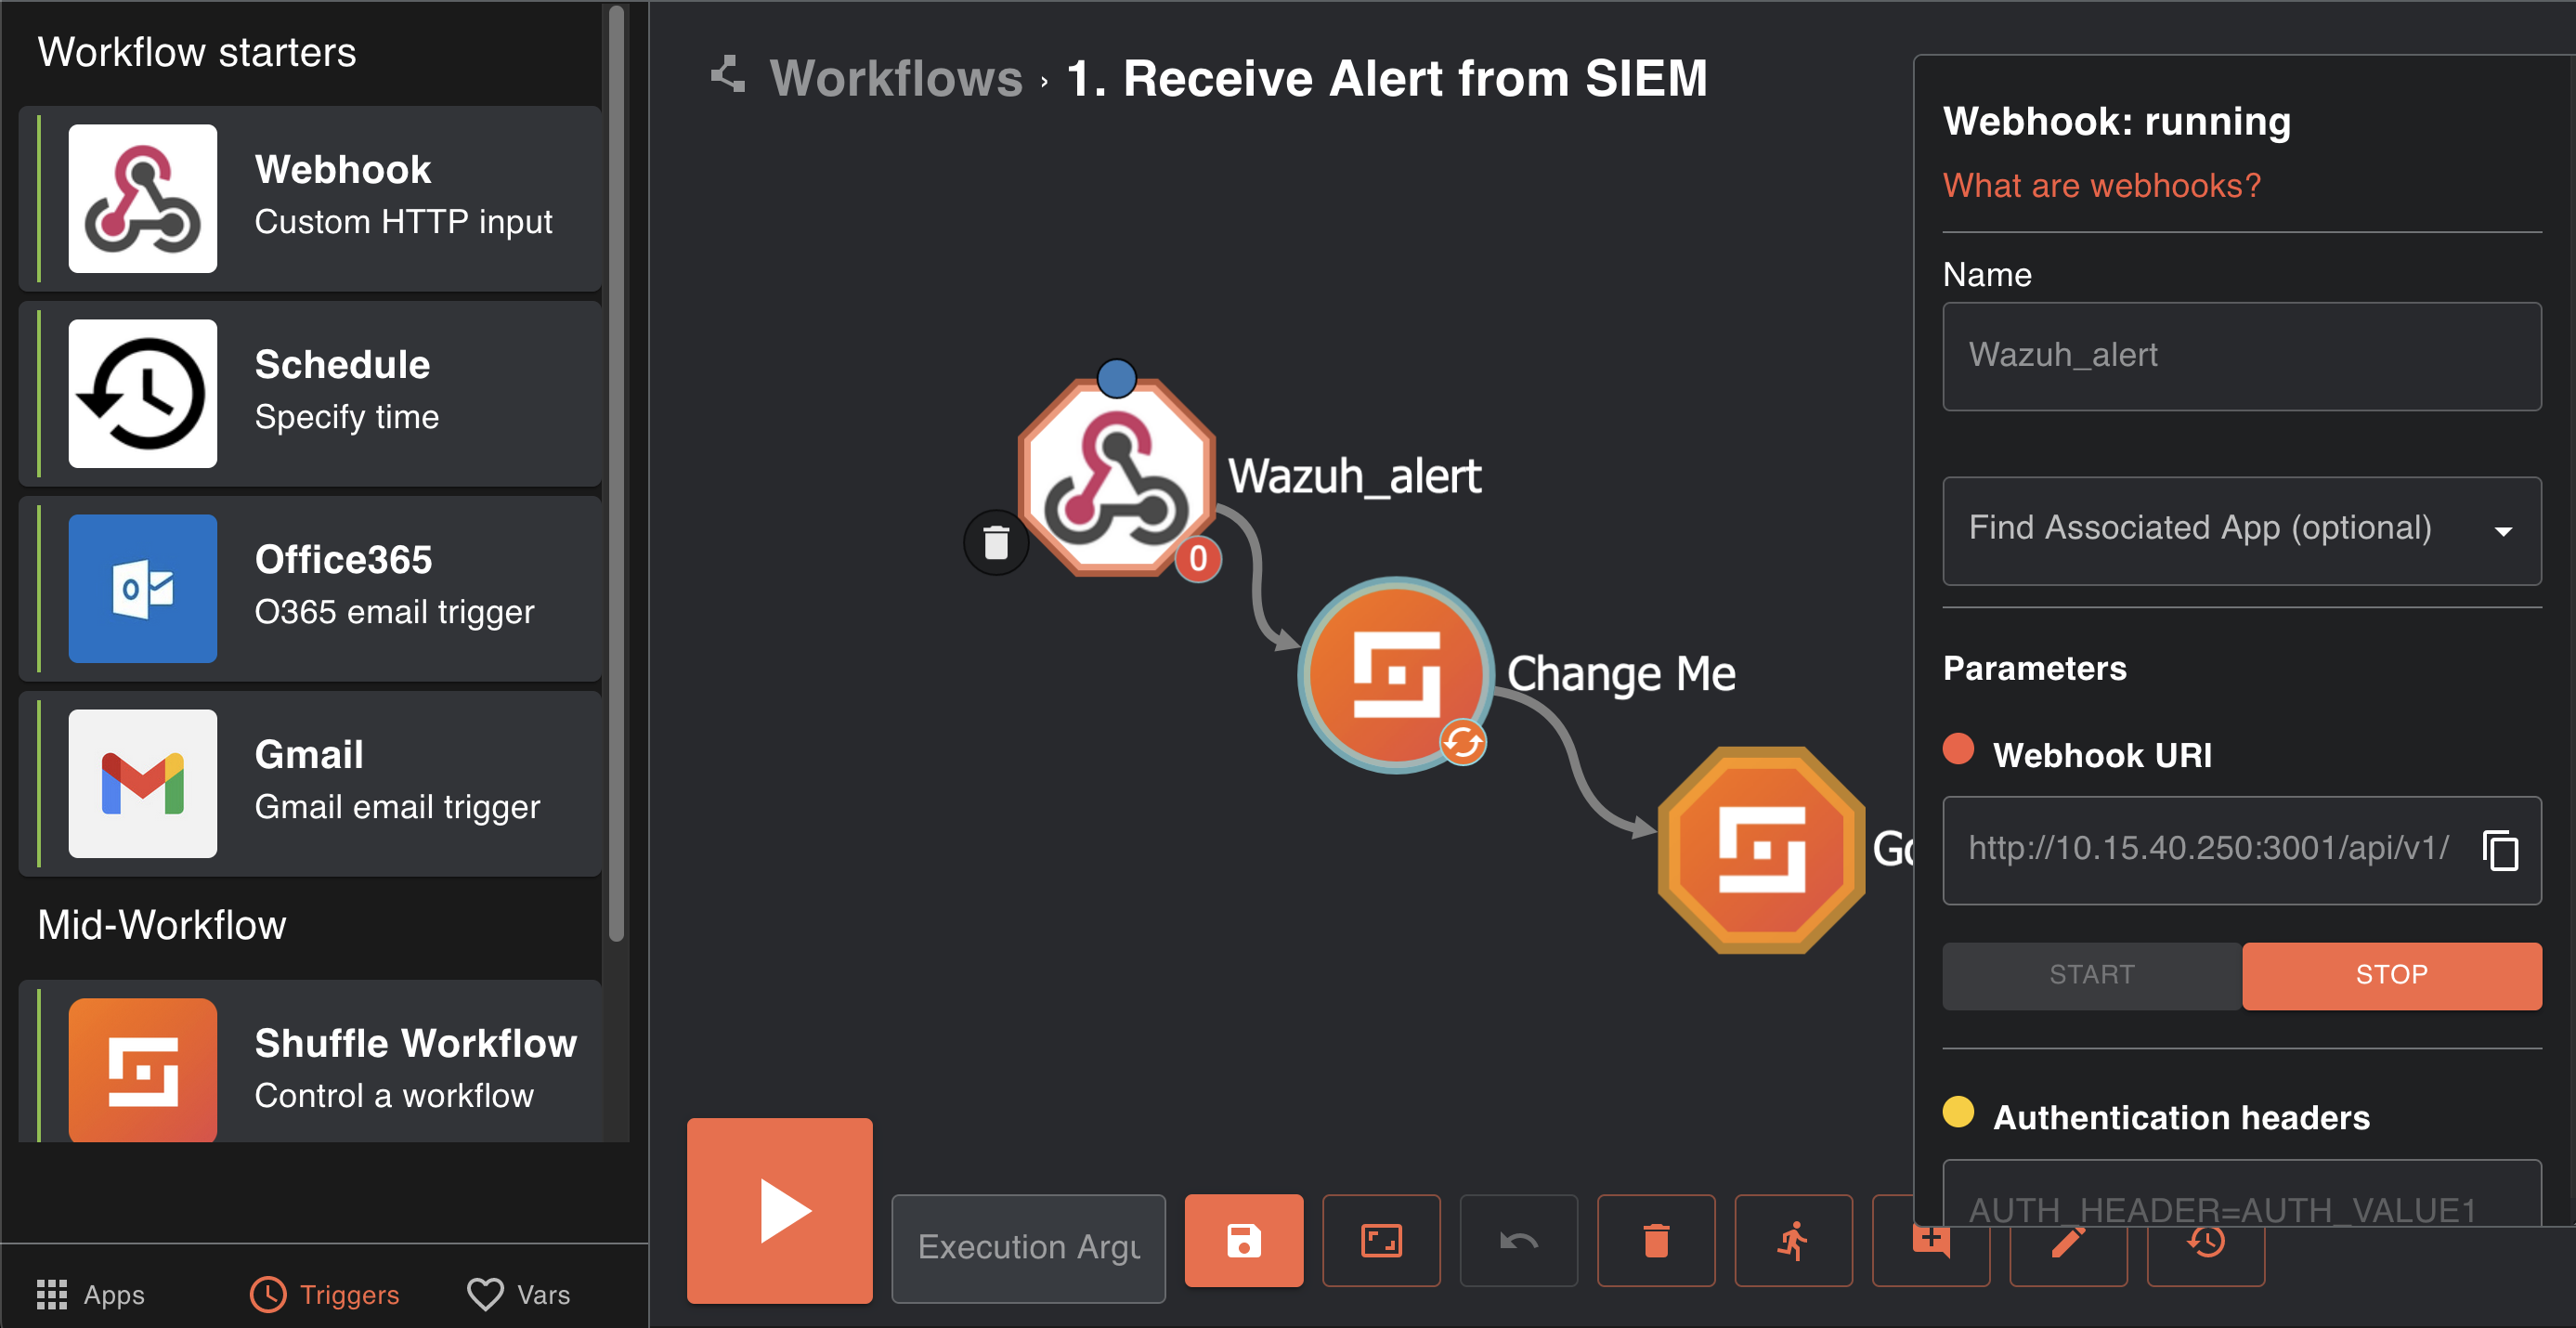 Workflow starters
Webhook
Custom HTTP input
Schedule
Specify time
Office365
O365 email trigger
Gmail
Gmail email trigger
Mid-Workflow
Shuffle Workflow
Control a workflow
Apps
Triggers
Vars
Workflows › 1. Receive Alert from SIEM
Wazuh_alert
0
Change Me
Execution Argu
Webhook: running
What are webhooks?
Name
Wazuh_alert
Find Associated App (optional)
Parameters
Webhook URI
http://10.15.40.250:3001/api/v1/
START
STOP
Authentication headers
AUTH_HEADER=AUTH_VALUE1